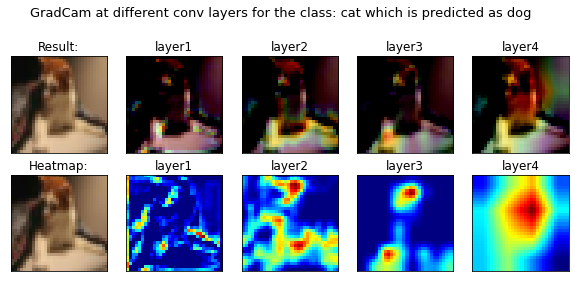 GradCam at different conv layers for the class: cat which is predicted as dog
Result:
layer1
layer2
layer3
layer4
Heatmap:
layer1
layer2
layer3
layer4